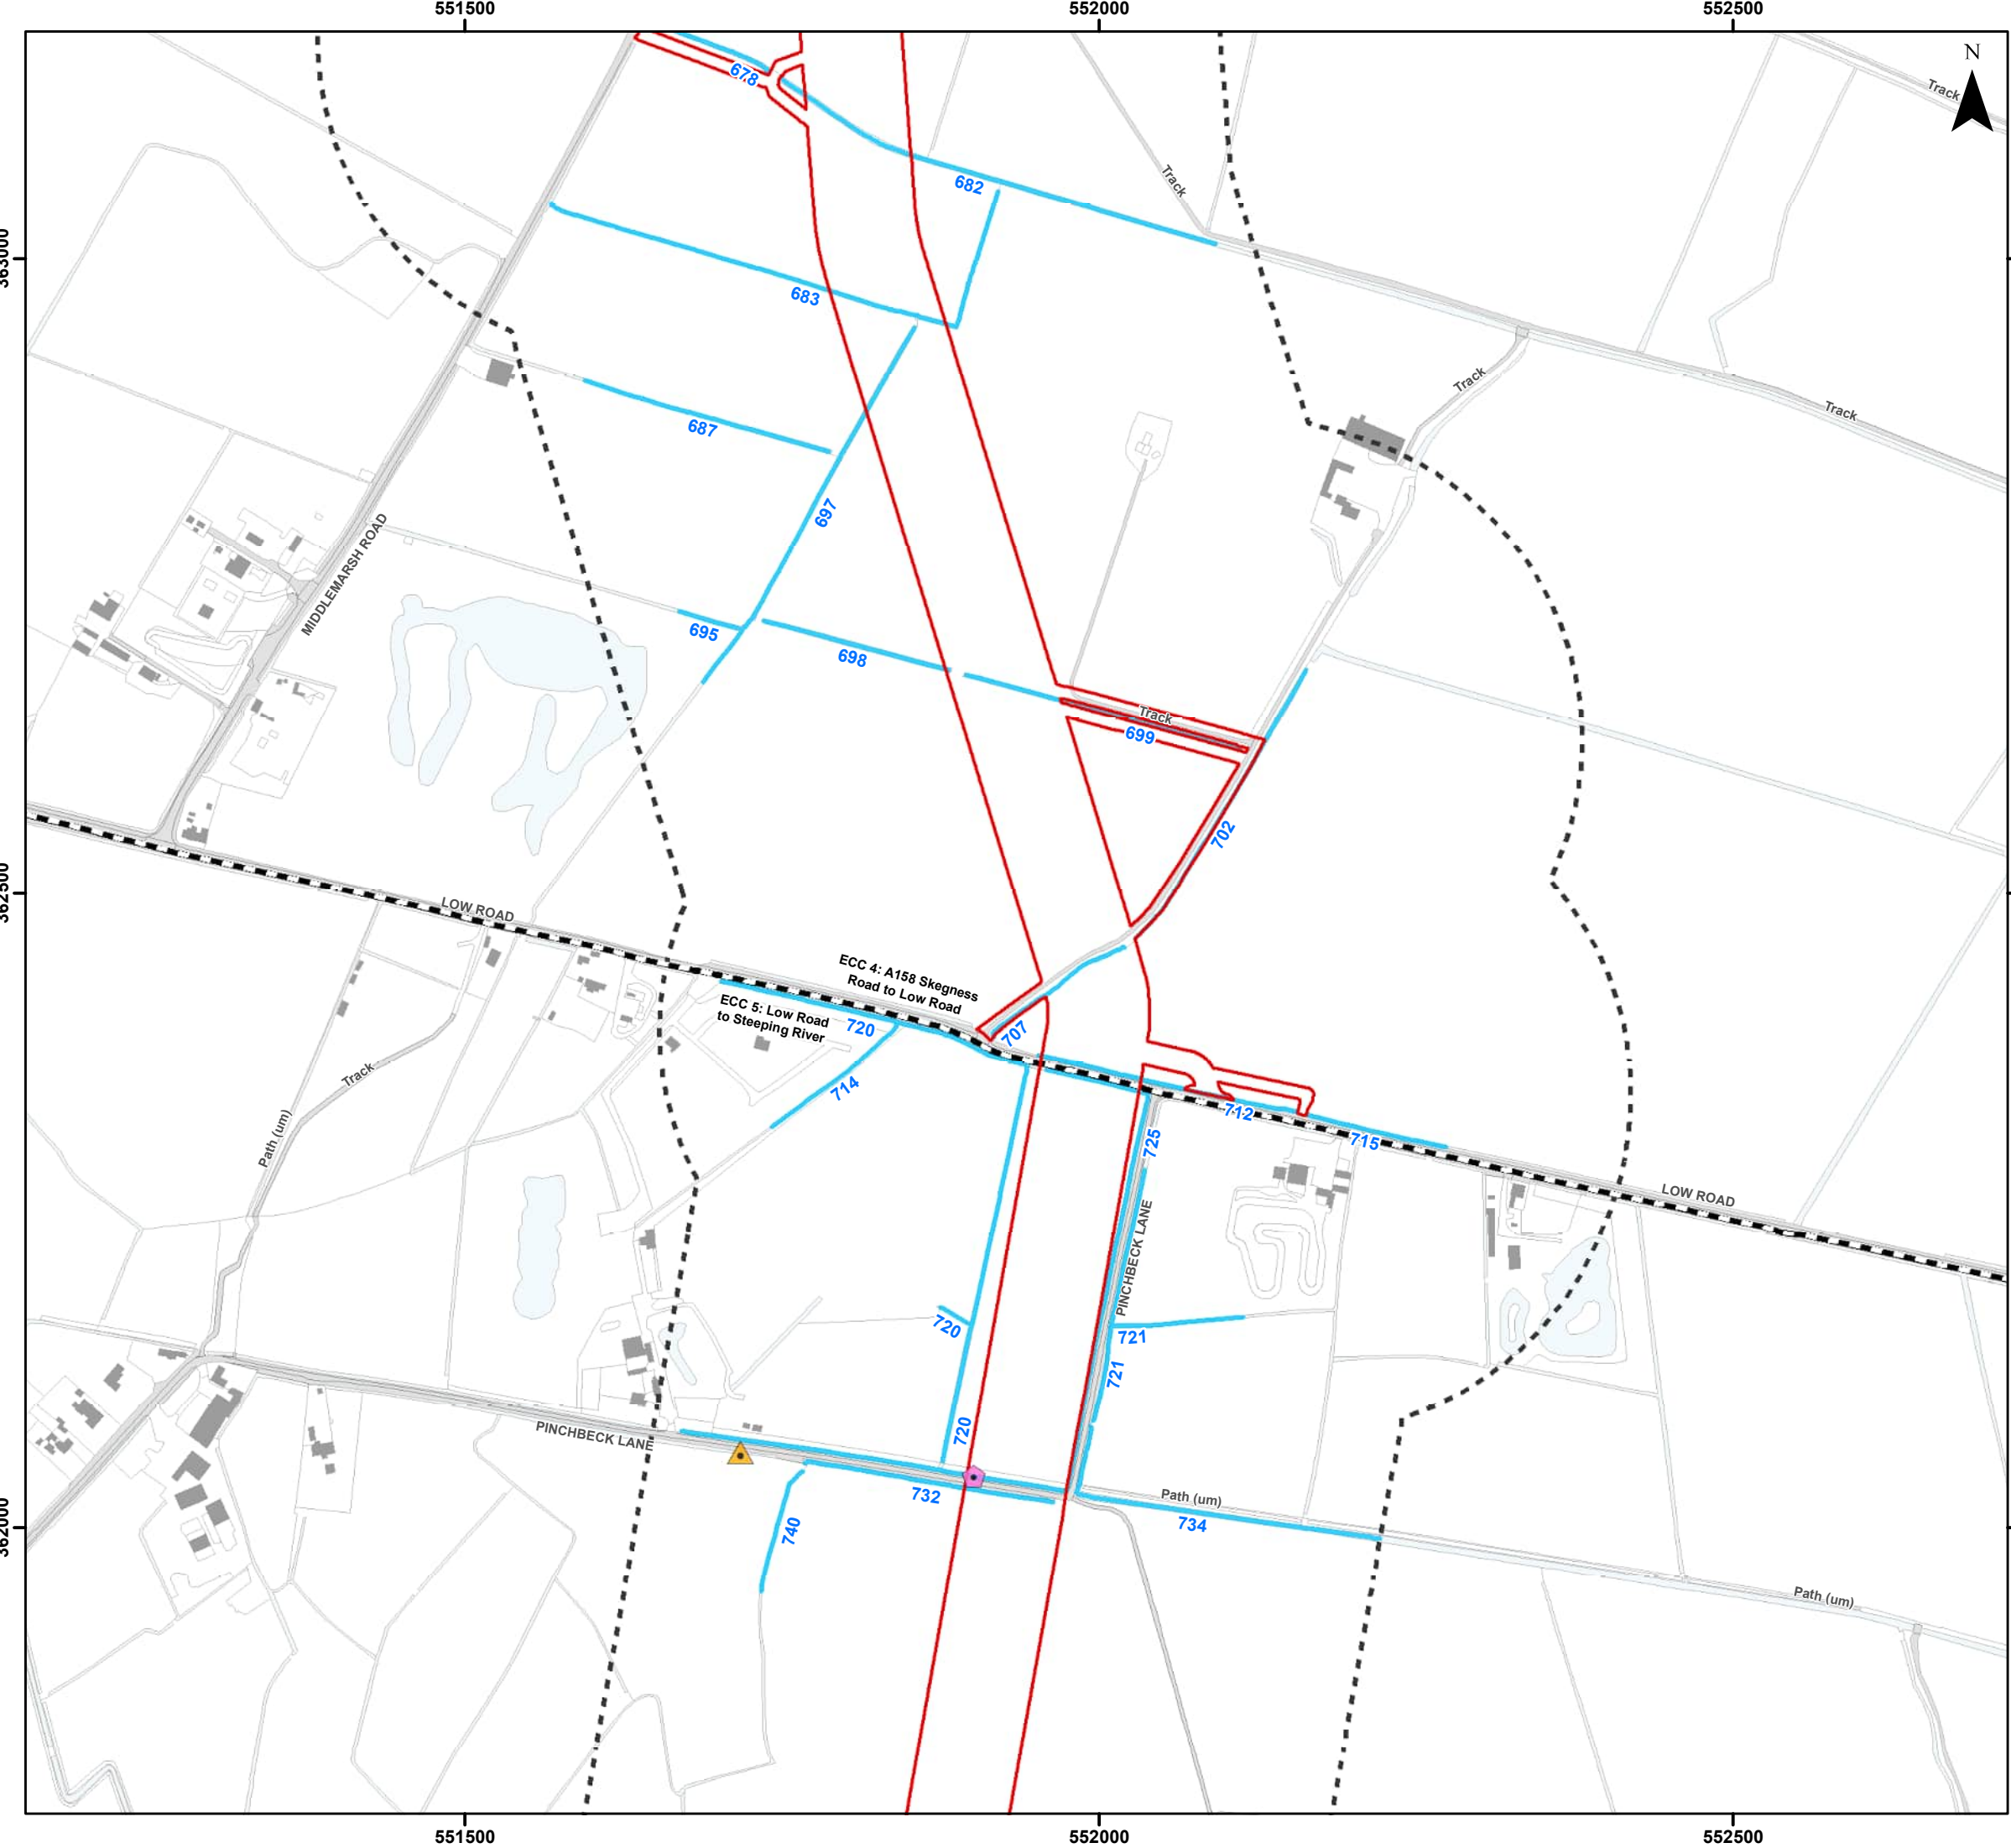 551500
552000
552500
N
678
Track
Track
682
363000
683
Track
Track
687
697
MIDDLEMARSH ROAD
695
698
Track
699
702
362500
LOW ROAD
ECC 4: A158 Skegness
Road to Low Road
ECC 5: Low Road
to Steeping River
720
707
Track
714
712
715
725
Path (um)
LOW ROAD
PINCHBECK LANE
720
721
721
720
PINCHBECK LANE
732
Path (um)
734
740
362000
Path (um)
551500
552000
552500